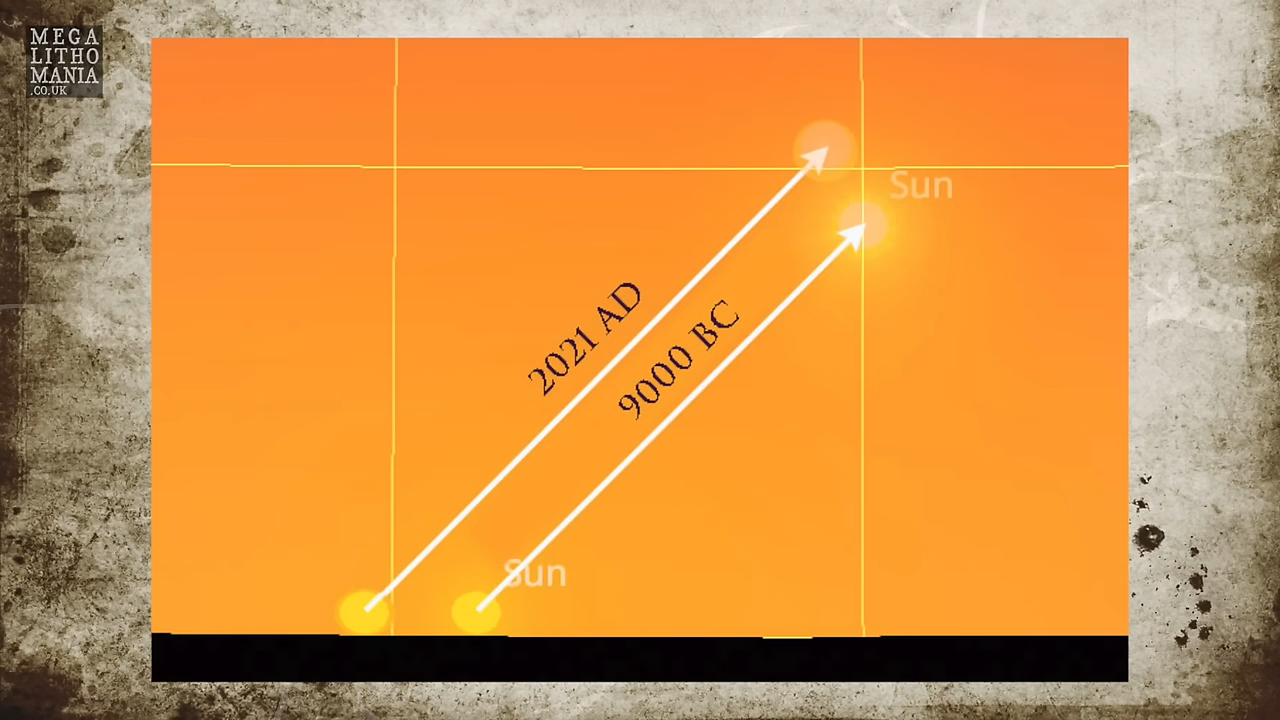 MEGA
LITHO
MANIA
.CO.UK
Sun
2021 AD
9000 BC
Sun